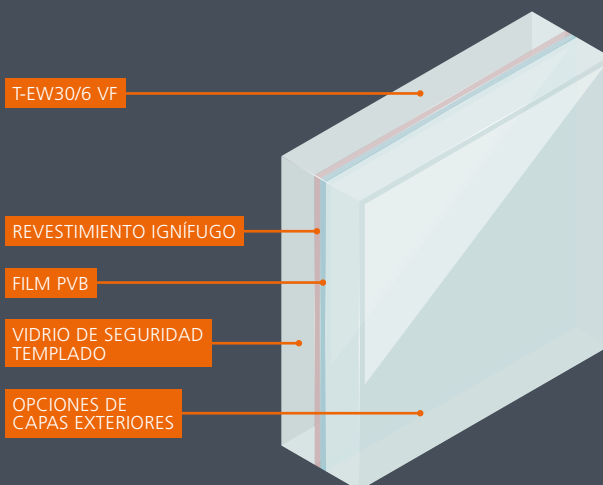 T-EW30/6 VF
REVESTIMIENTO IGNÍFUGO
FILM PVB
VIDRIO DE SEGURIDAD
TEMPLADO
OPCIONES DE
CAPAS EXTERIORES